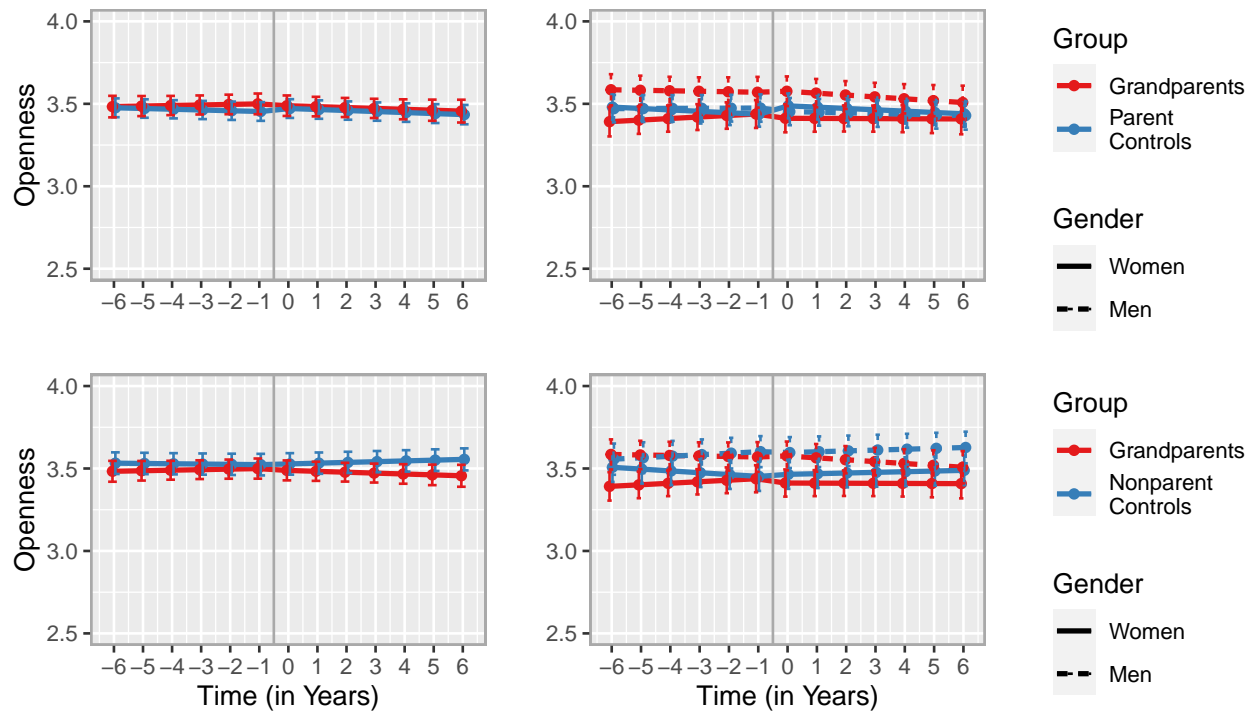 4.0
3.5
3.0
2.5
Openness
−6 −5 −4 −3 −2 −1 0 1 2 3 4 5 6
4.0
3.5
3.0
2.5
−6 −5 −4 −3 −2 −1 0 1 2 3 4 5 6
Group
Grandparents
Parent
Controls
Gender
Women
Men
4.0
3.5
3.0
2.5
Openness
−6 −5 −4 −3 −2 −1 0 1 2 3 4 5 6
Time (in Years)
4.0
3.5
3.0
2.5
−6 −5 −4 −3 −2 −1 0 1 2 3 4 5 6
Time (in Years)
Group
Grandparents
Nonparent
Controls
Gender
Women
Men